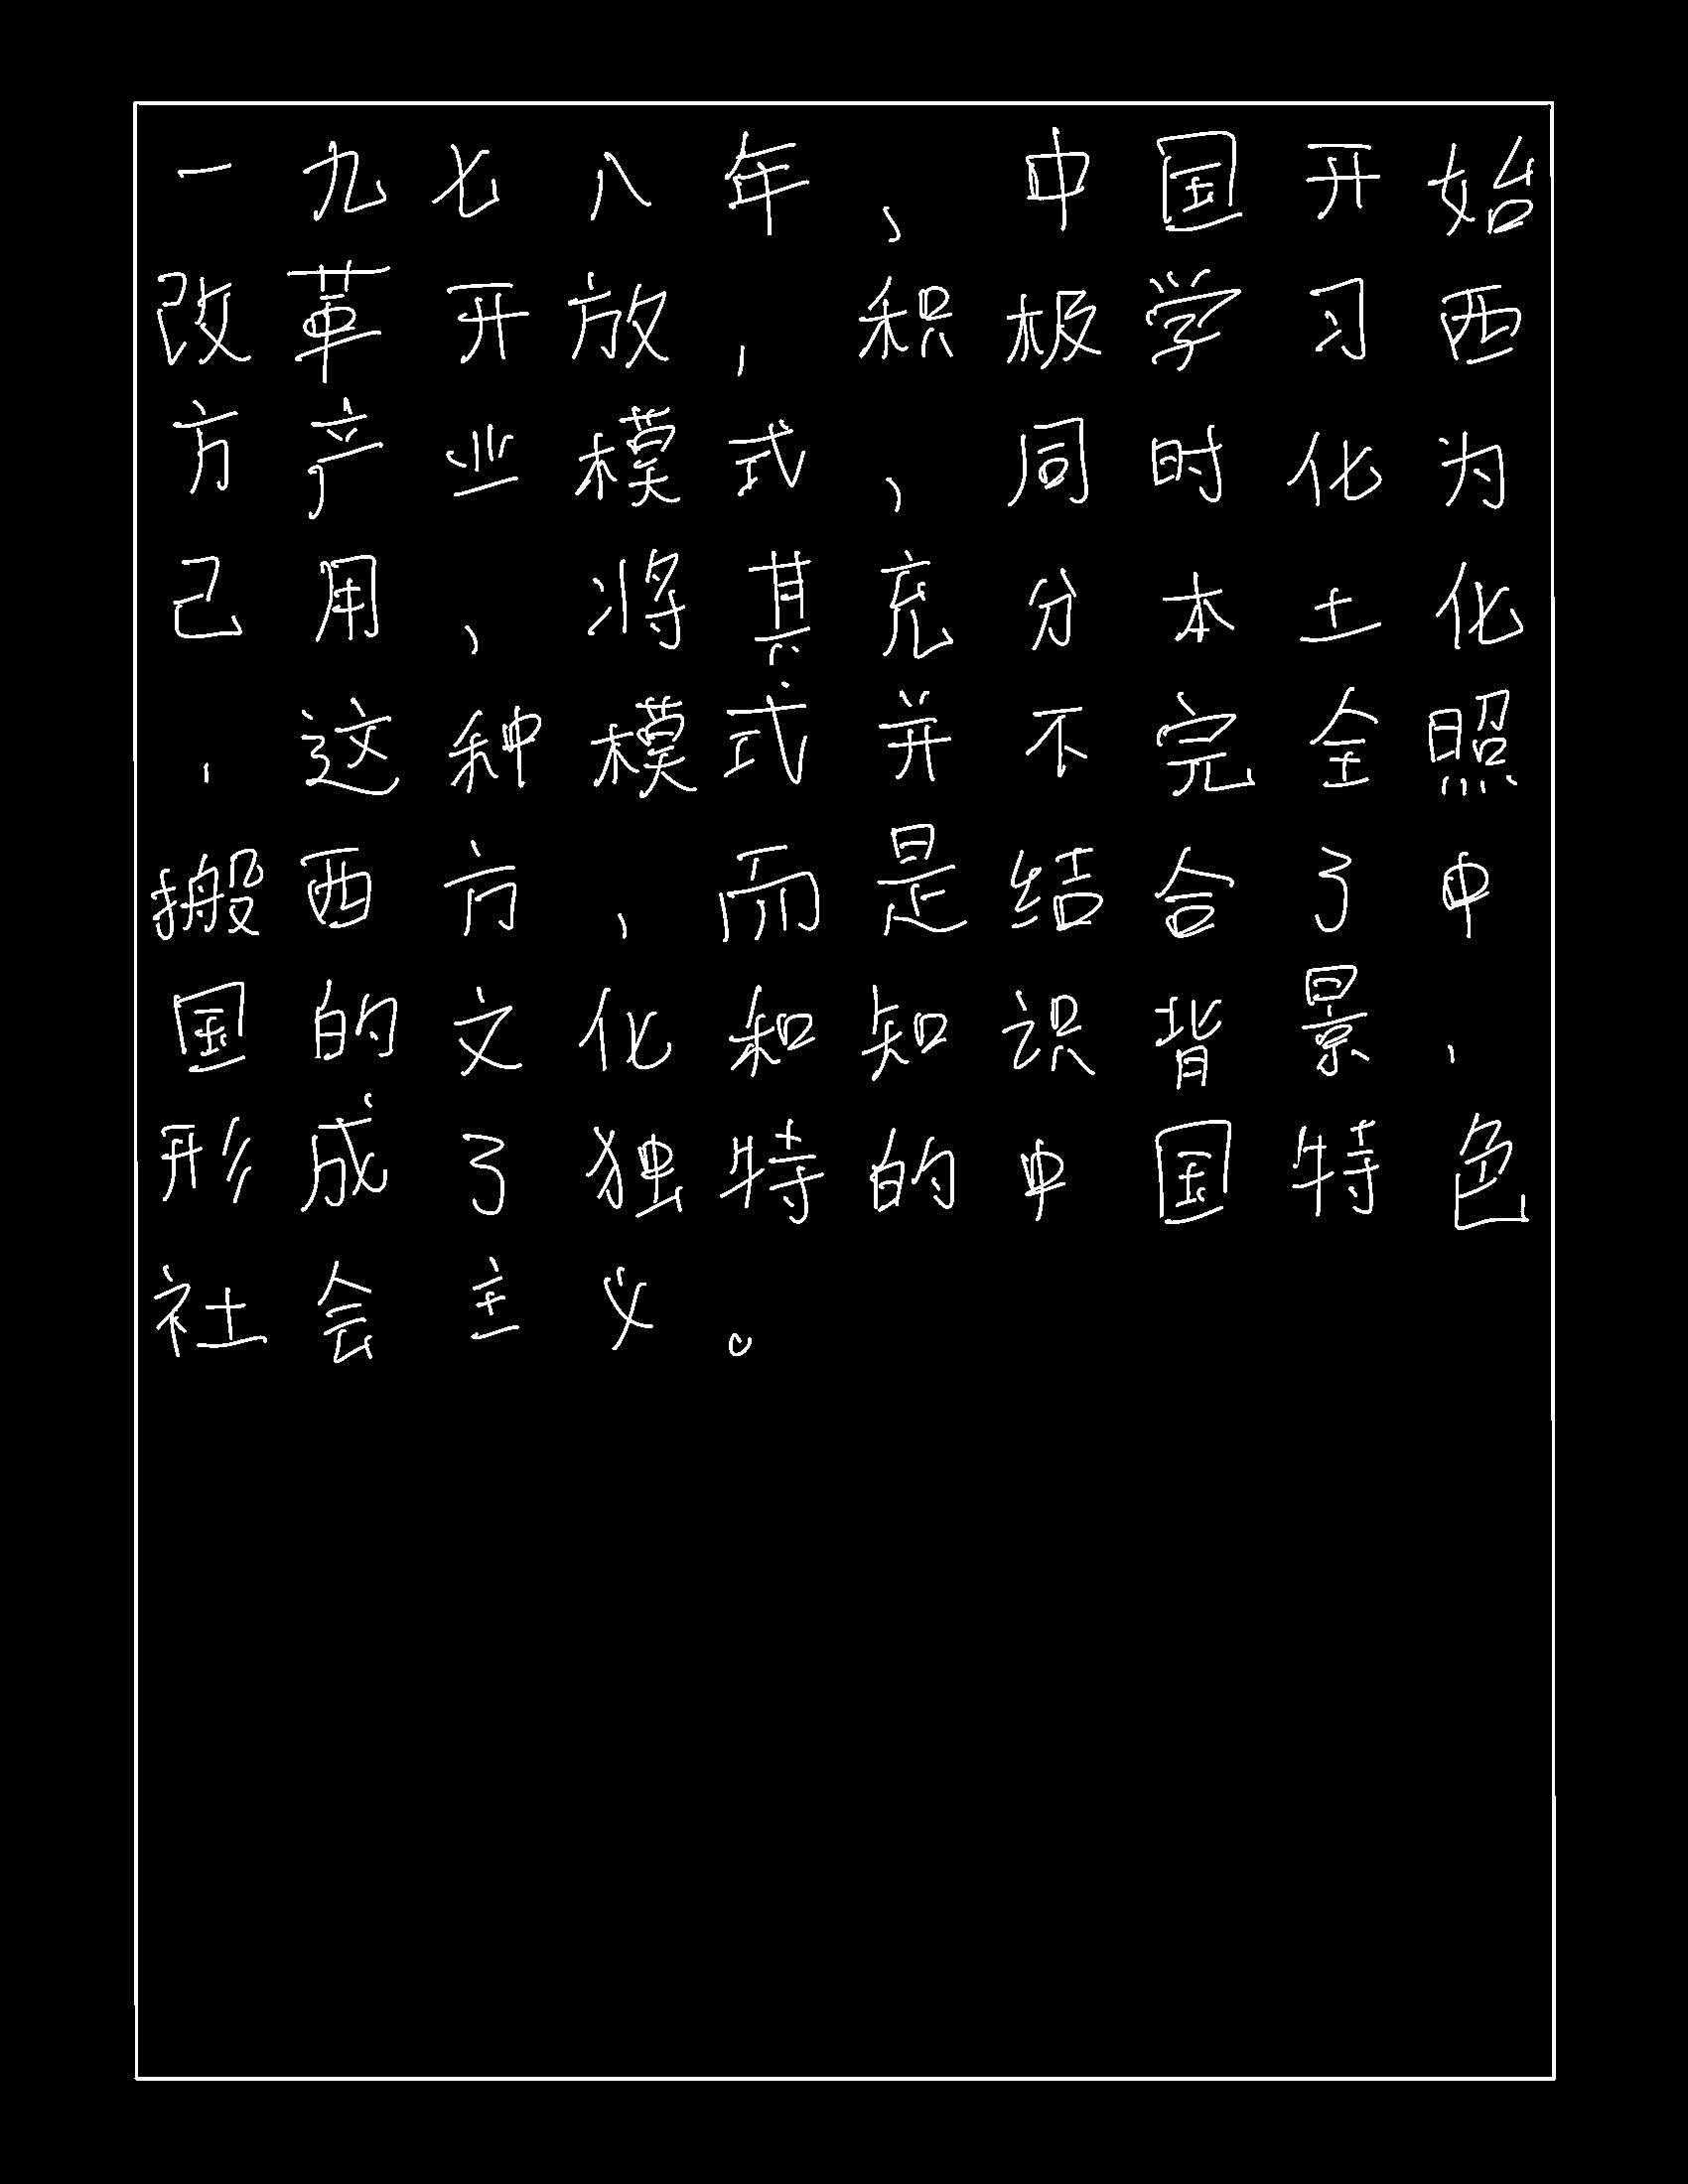 一九七八年，中国开始
改革开放，积极学习西
方产业模式，同时化为
己用，将其充分本土化
，这种模式并不完全照
搬西方，而是结合了中
国的文化和知识背景，
形成了独特的中国特色
社会主义。